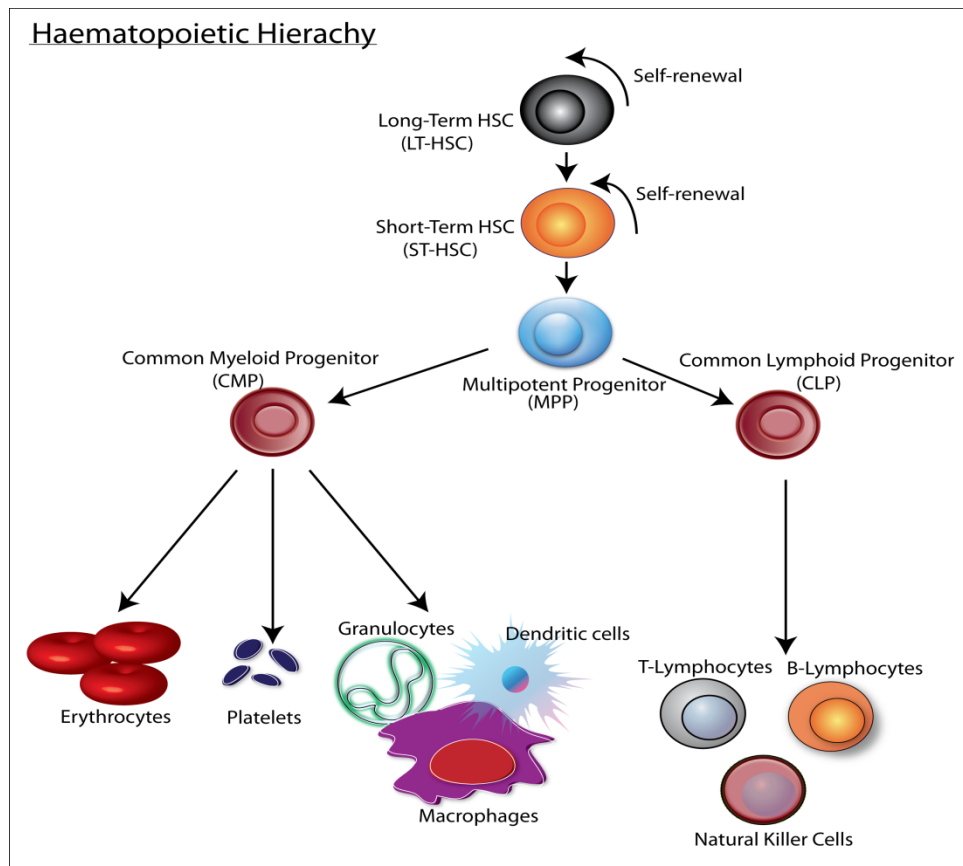 Haematopoietic Hierachy
Self-renewal
Long-Term HSC
(LT-HSC)
Self-renewal
Short-Term HSC
(ST-HSC)
Common Myeloid Progenitor
(CMP)
Multipotent Progenitor
(MPP)
Common Lymphoid Progenitor
(CLP)
Granulocytes
Dendritic cells
T-Lymphocytes
B-Lymphocytes
Erythrocytes
Platelets
Macrophages
Natural Killer Cells